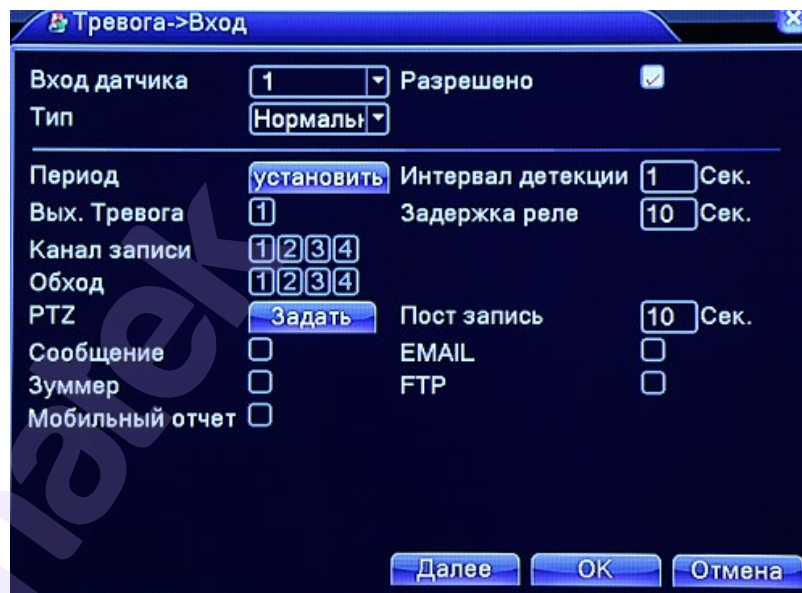 Тревога->Вход
Вход датчика 1 Разрешено
Тип
Период установить Интервал детекции 1 Сек.
Вых. Тревога 1 Задержка реле 10 Сек.
Канал записи 1 2 3 4
Обход 1 2 3 4
PTZ Задать Пост запись 10 Сек.
Сообщение EMAIL
Зуммер FTP
Мобильный отчет
Далее OK Отмена